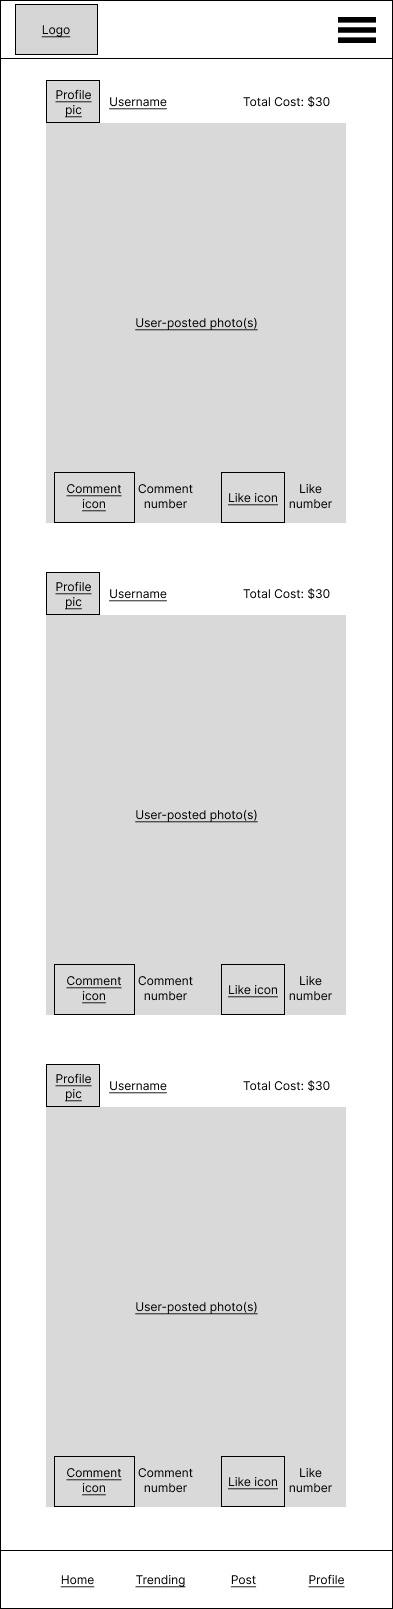 Logo
Profile
pic
Username
Total Cost: $30
User-posted photo(s)
Comment
icon
Comment
number
Like icon
Like
number
Profile
pic
Username
Total Cost: $30
User-posted photo(s)
Comment
icon
Comment
number
Like icon
Like
number
Profile
pic
Username
Total Cost: $30
User-posted photo(s)
Comment
icon
Comment
number
Like icon
Like
number
Home
Trending
Post
Profile